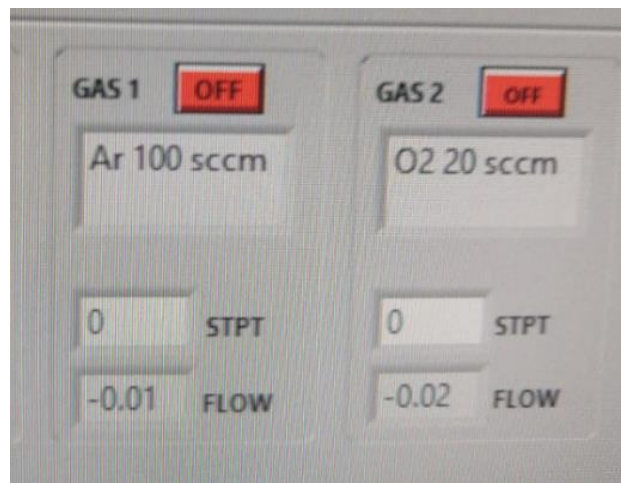 GAS 1 OFF
Ar 100 sccm
0 STPT
-0.01 FLOW
GAS 2 OFF
O2 20 sccm
0 STPT
-0.02 FLOW